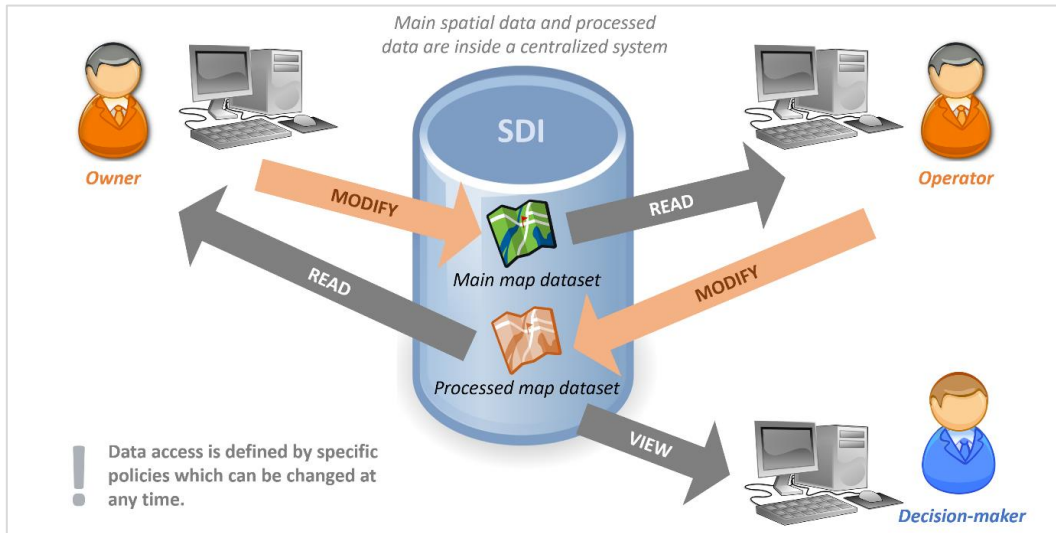 Main spatial data and processed
data are inside a centralized system
SDI
Owner
Operator
MODIFY
READ
READ
MODIFY
Main map dataset
Processed map dataset
VIEW
Data access is defined by specific
policies which can be changed at
any time.
Decision-maker